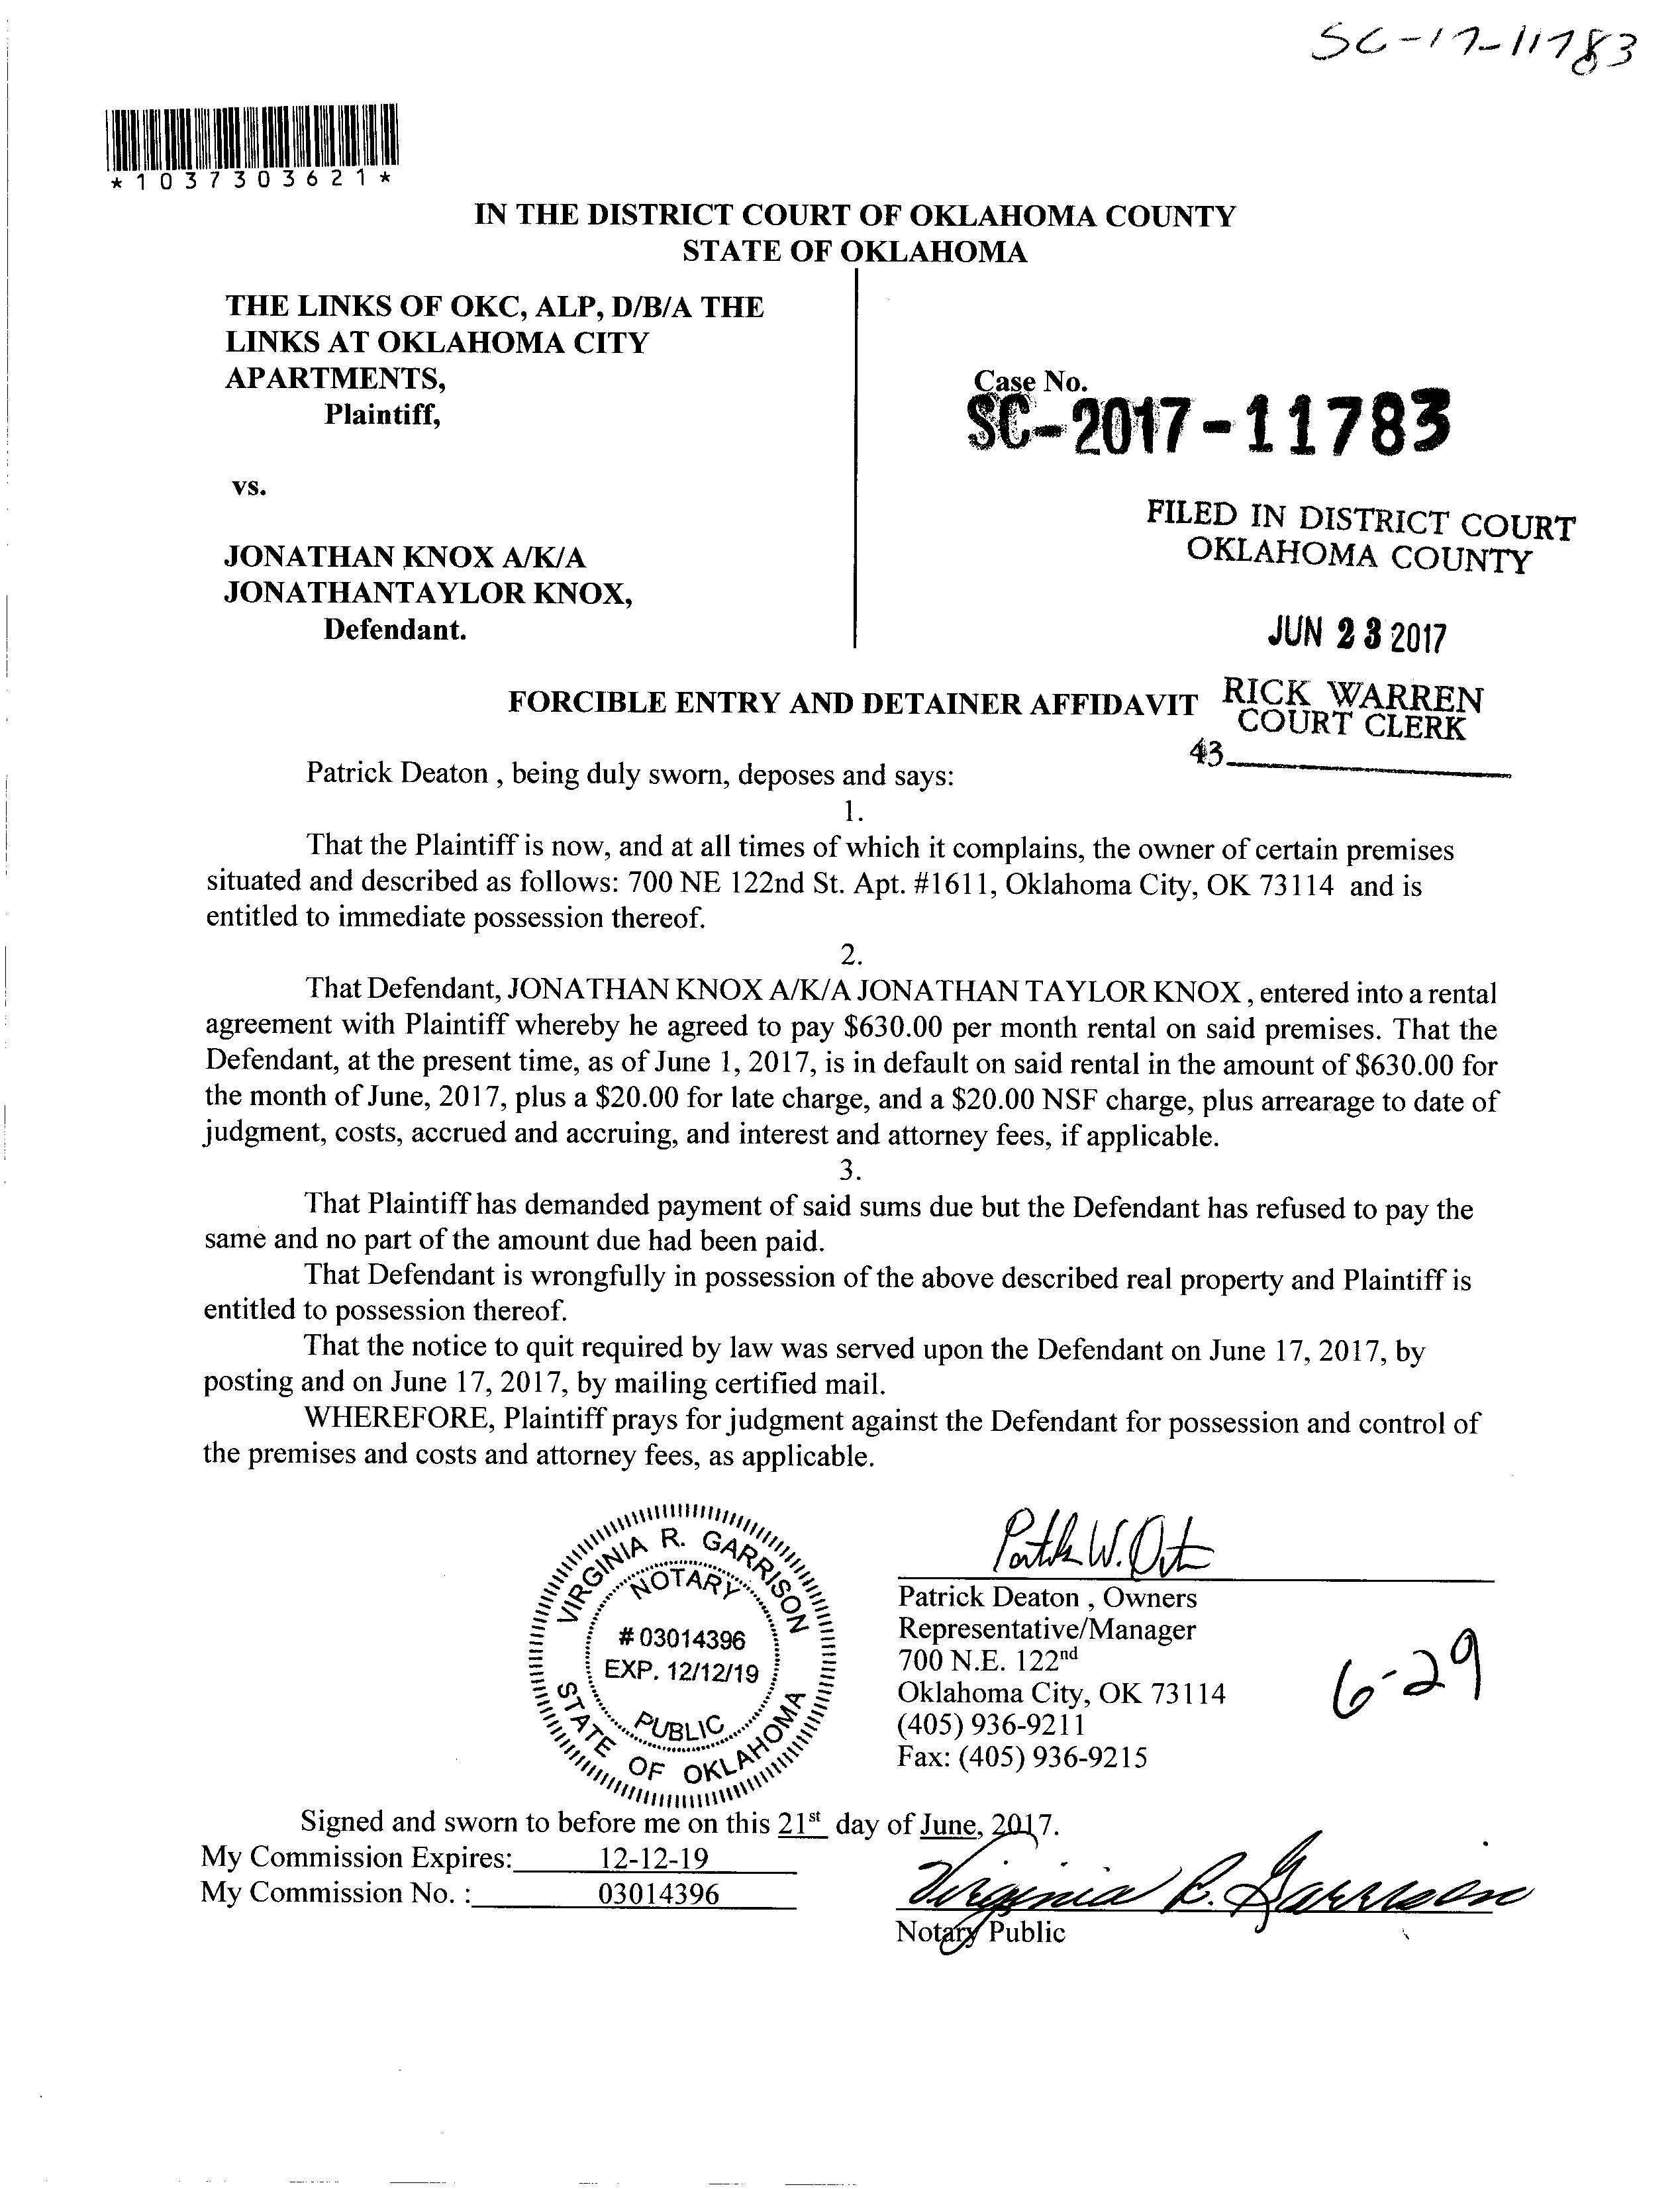 SC-17-11783
*1037303621*
IN THE DISTRICT COURT OF OKLAHOMA COUNTY
STATE OF OKLAHOMA
THE LINKS OF OKC, ALP, D/B/A THE
LINKS AT OKLAHOMA CITY
APARTMENTS,
Plaintiff,
vs.
JONATHAN KNOX A/K/A
JONATHANTAYLOR KNOX,
Defendant.
Case No.
SC-2017-11783
FILED IN DISTRICT COURT
OKLAHOMA COUNTY
JUN 23 2017
RICK WARREN
COURT CLERK
43
FORCIBLE ENTRY AND DETAINER AFFIDAVIT
Patrick Deaton , being duly sworn, deposes and says:
1.
That the Plaintiff is now, and at all times of which it complains, the owner of certain premises
situated and described as follows: 700 NE 122nd St. Apt. #1611, Oklahoma City, OK 73114 and is
entitled to immediate possession thereof.
2.
That Defendant, JONATHAN KNOX A/K/A JONATHAN TAYLOR KNOX , entered into a rental
agreement with Plaintiff whereby he agreed to pay $630.00 per month rental on said premises. That the
Defendant, at the present time, as of June 1, 2017, is in default on said rental in the amount of $630.00 for
the month of June, 2017, plus a $20.00 for late charge, and a $20.00 NSF charge, plus arrearage to date of
judgment, costs, accrued and accruing, and interest and attorney fees, if applicable.
3.
That Plaintiff has demanded payment of said sums due but the Defendant has refused to pay the
same and no part of the amount due had been paid.
That Defendant is wrongfully in possession of the above described real property and Plaintiff is
entitled to possession thereof.
That the notice to quit required by law was served upon the Defendant on June 17, 2017, by
posting and on June 17, 2017, by mailing certified mail.
WHEREFORE, Plaintiff prays for judgment against the Defendant for possession and control of
the premises and costs and attorney fees, as applicable.
VIRGINIA R. GARRISON
NOTARY
# 03014396
EXP. 12/12/19
PUBLIC
STATE OF OKLAHOMA
Patrick Deaton , Owners
Representative/Manager
700 N.E. 122nd
Oklahoma City, OK 73114
(405) 936-9211
Fax: (405) 936-9215
6-29
Signed and sworn to before me on this 21st day of June, 2017.
My Commission Expires: 12-12-19
My Commission No. : 03014396
Virginia R. Garrison
Notary Public